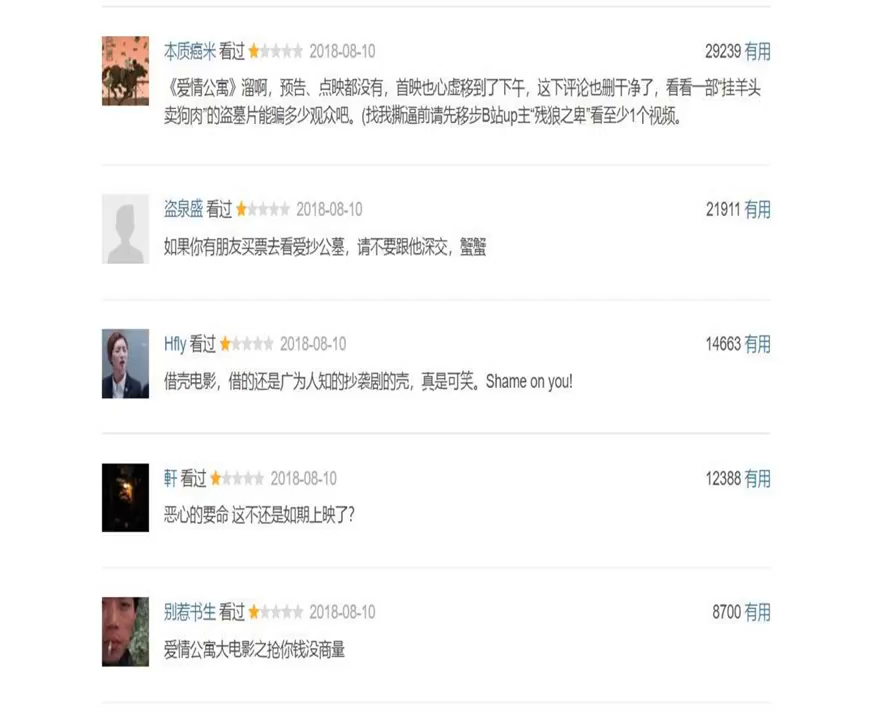 本质癌米 看过 2018-08-10 29239 有用
《爱情公寓》溜啊，预告、点映都没有，首映也心虚移到了下午，这下评论也删干净了，看看一部“挂羊头
卖狗肉”的盗墓片能骗多少观众吧。(找我撕逼前请先移步B站up主“残狼之卑”看至少1个视频。
盗泉盛 看过 2018-08-10 21911 有用
如果你有朋友买票去看爱抄公墓，请不要跟他深交，蟹蟹
Hfly 看过 2018-08-10 14663 有用
借壳电影，借的还是广为人知的抄袭剧的壳，真是可笑。Shame on you!
軒 看过 2018-08-10 12388 有用
恶心的要命 这不还是如期上映了？
别惹书生 看过 2018-08-10 8700 有用
爱情公寓大电影之抢你钱没商量